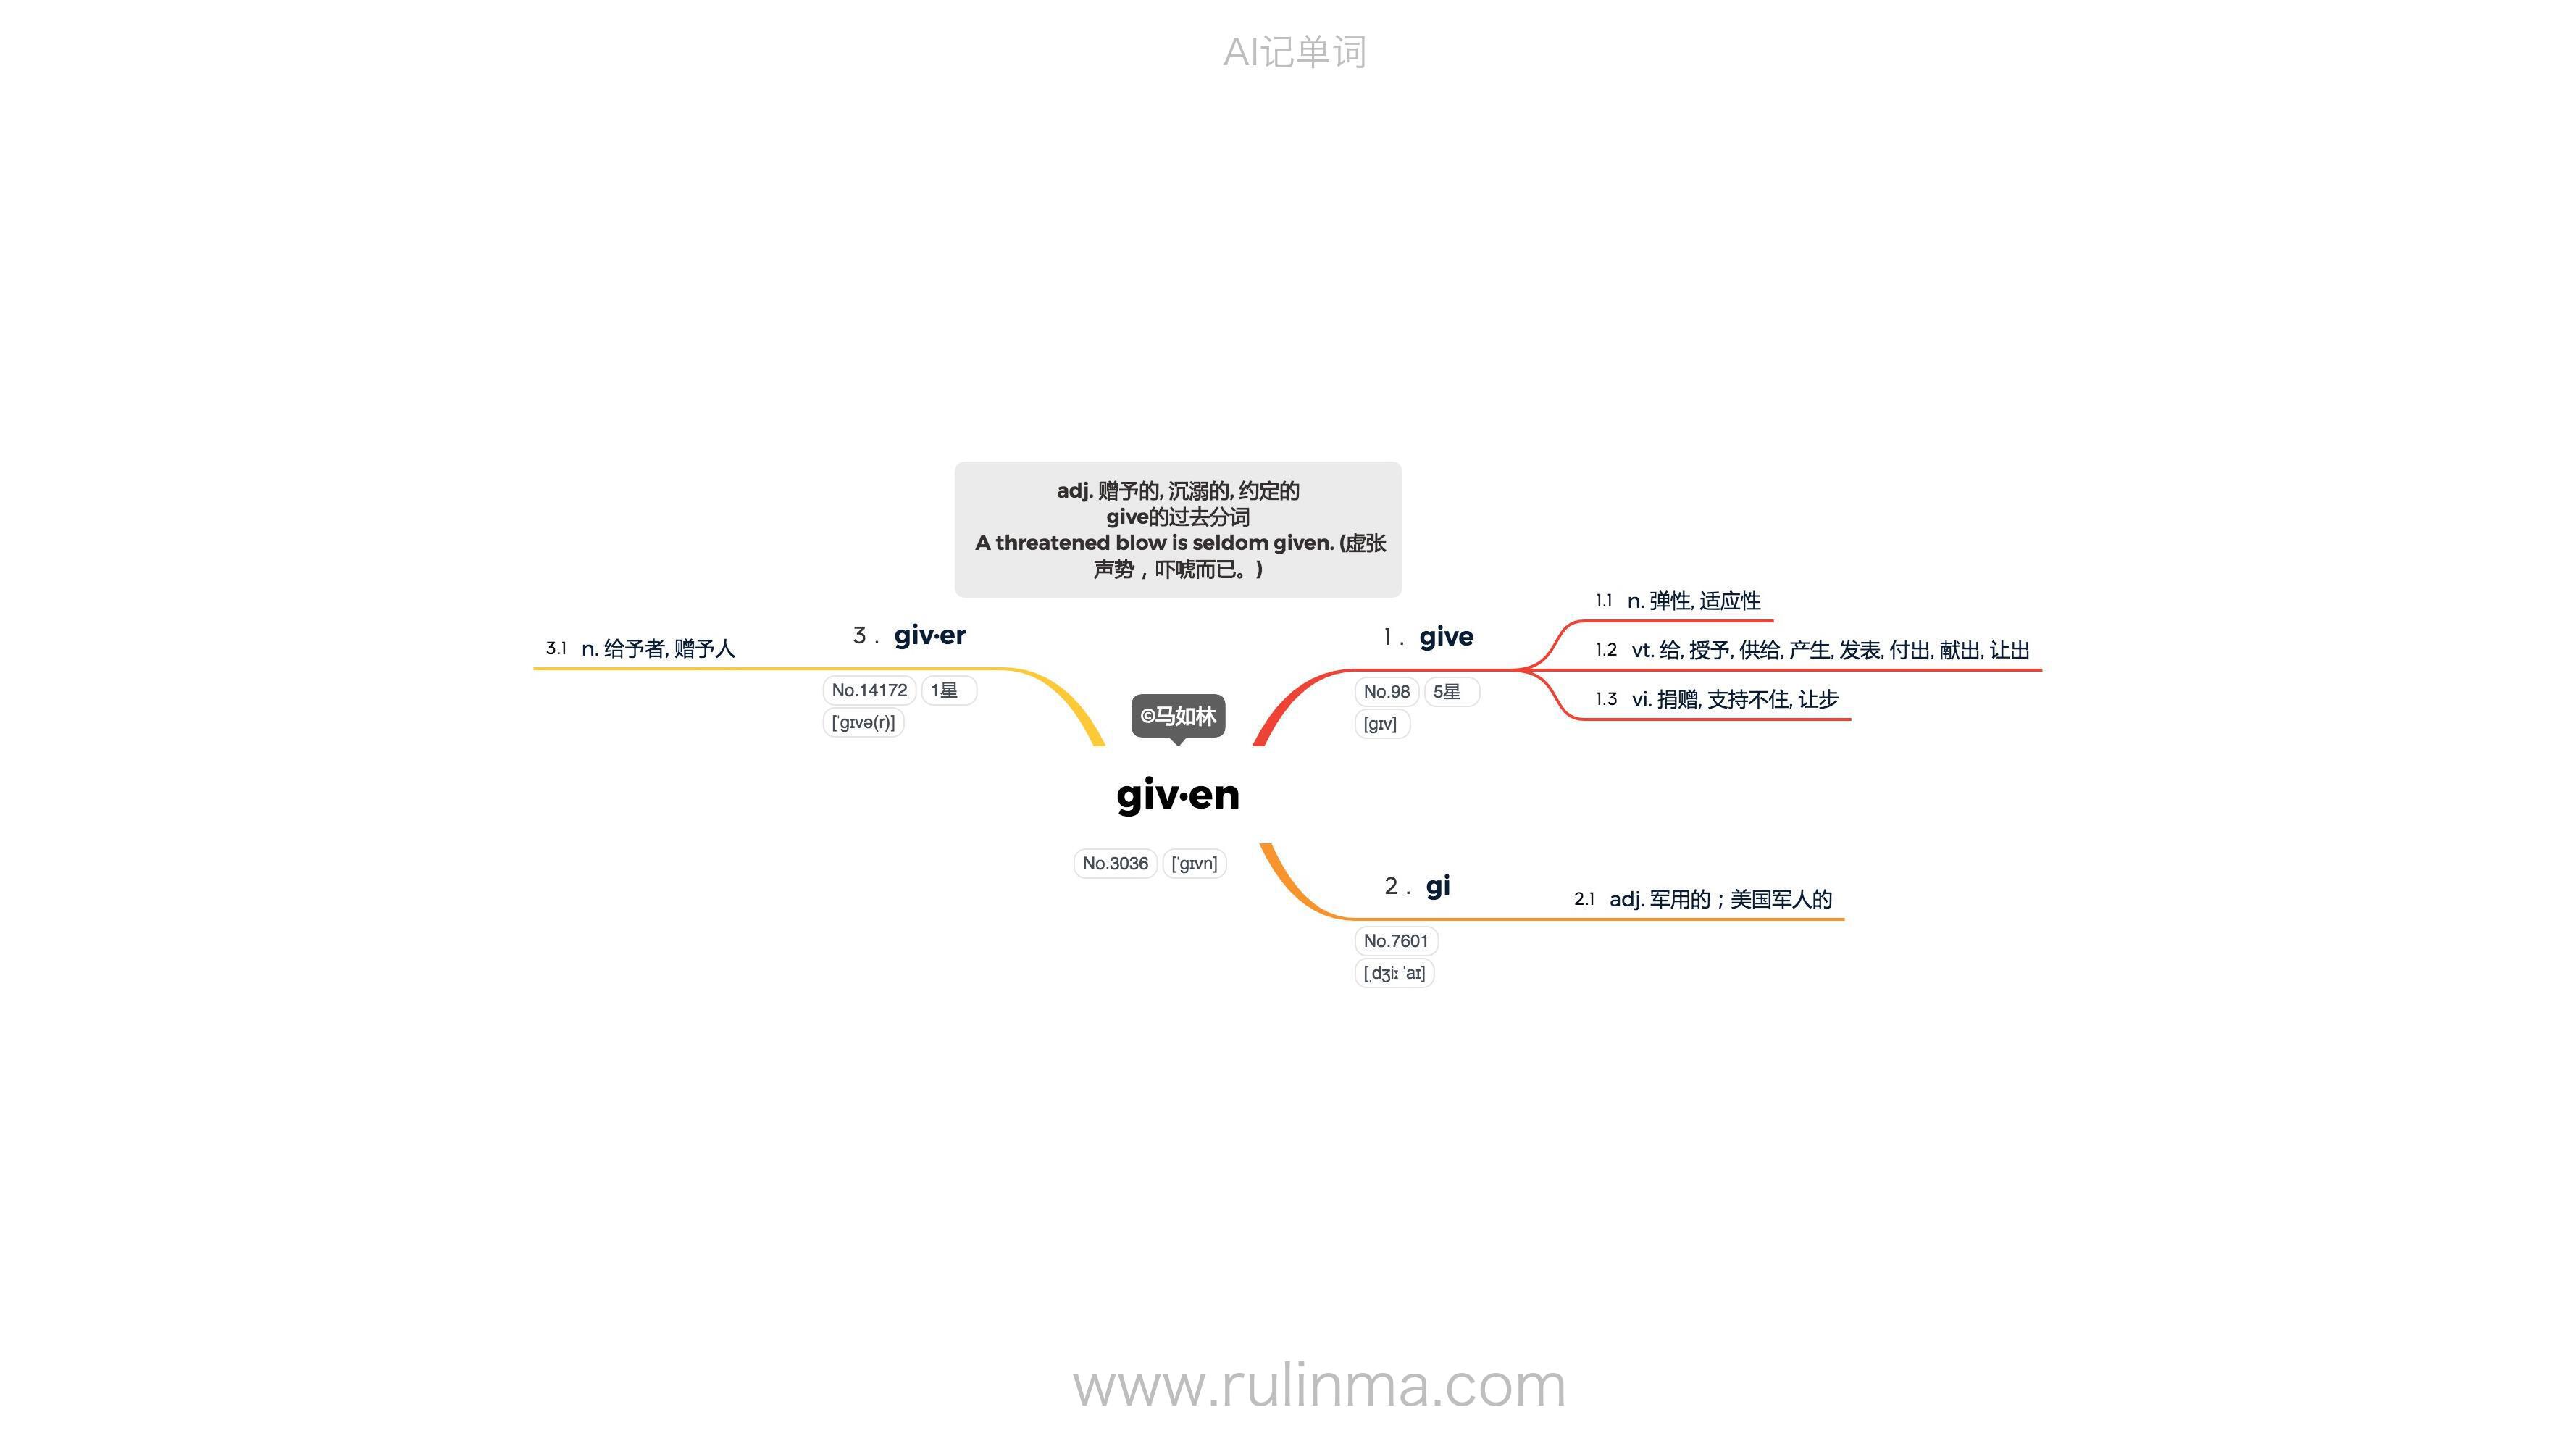 AI记单词
adj. 赠予的, 沉溺的, 约定的
give的过去分词
A threatened blow is seldom given. (虚张
声势，吓唬而已。)
©马如林
giv·en
No.3036 [ˈgɪvn]
1. give
No.98 5星
[gɪv]
1.1 n. 弹性, 适应性
1.2 vt. 给, 授予, 供给, 产生, 发表, 付出, 献出, 让出
1.3 vi. 捐赠, 支持不住, 让步
2. gi
No.7601
[ˌdʒiː ˈaɪ]
2.1 adj. 军用的；美国军人的
3. giv·er
No.14172 1星
[ˈgɪvə(r)]
3.1 n. 给予者, 赠予人
www.rulinma.com